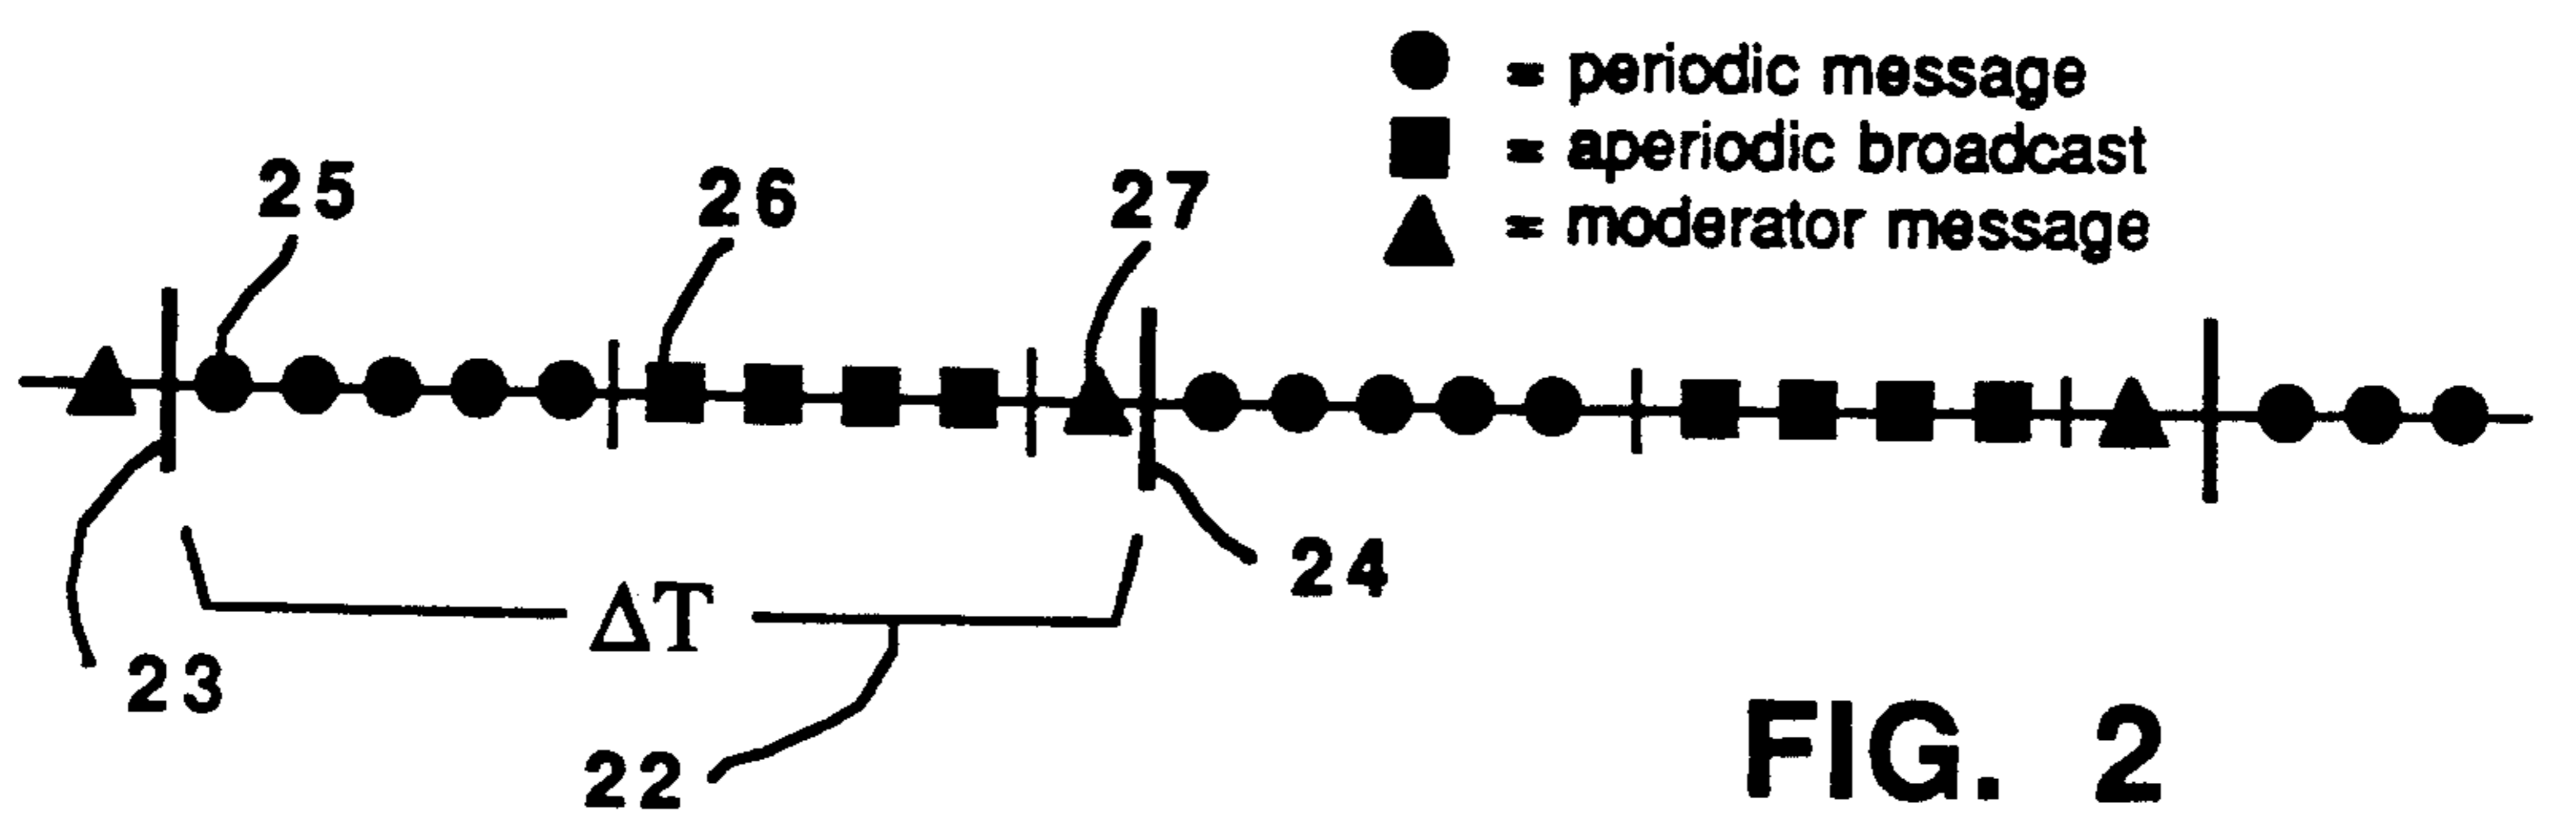 ● = periodic message
■ = aperiodic broadcast
▲ = moderator message
25
26
27
24
ΔT
23
22
FIG. 2